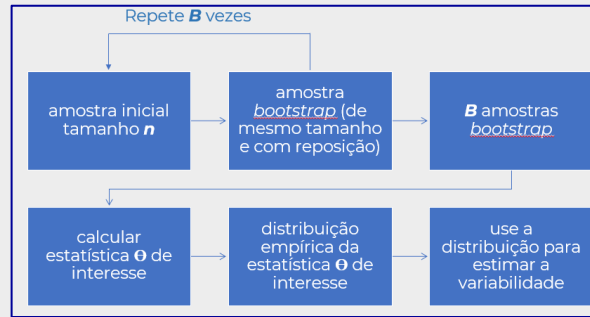 Repete B vezes
amostra inicial
tamanho n
amostra
bootstrap (de
mesmo tamanho
e com reposição)
B amostras
bootstrap
calcular
estatística Θ de
interesse
distribuição
empírica da
estatística Θ de
interesse
use a
distribuição para
estimar a
variabilidade